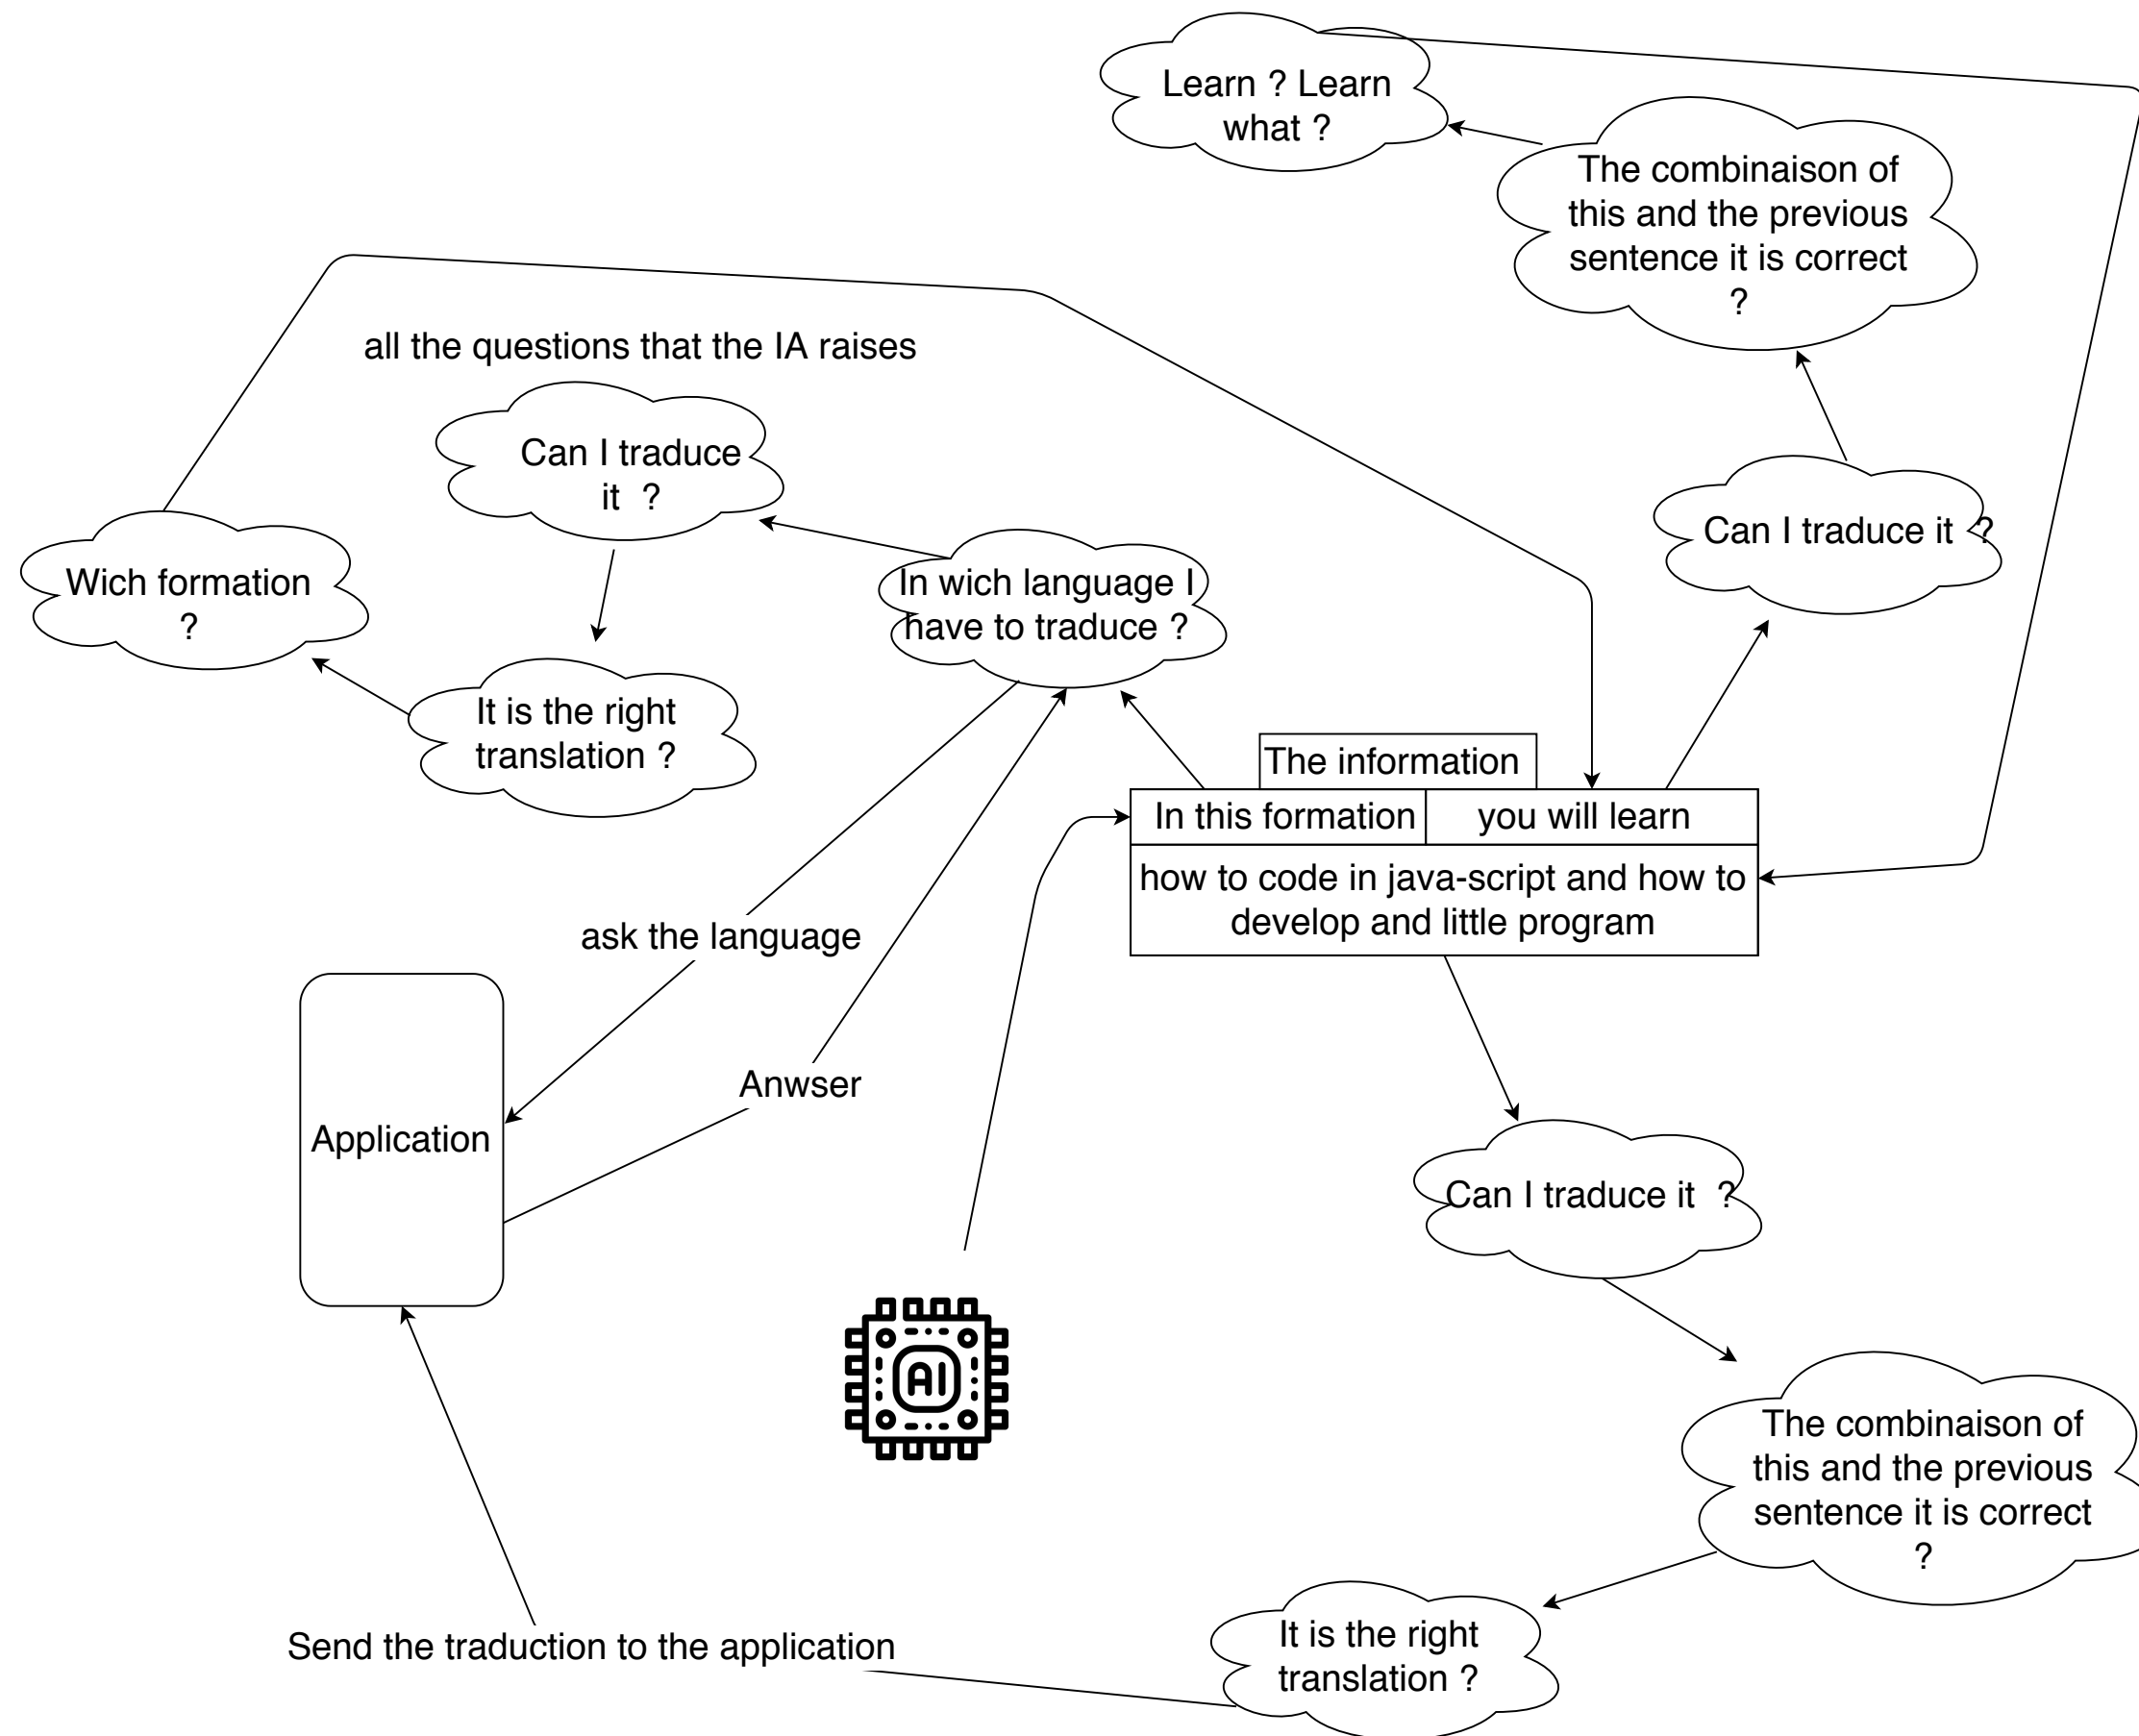 Learn ? Learn
what ?
The combinaison of
this and the previous
sentence it is correct
?
all the questions that the IA raises
Can I traduce
it ?
Can I traduce it ?
Wich formation
?
In wich language I
have to traduce ?
It is the right
translation ?
The information
In this formation
you will learn
how to code in java-script and how to
develop and little program
ask the language
Anwser
Application
Can I traduce it ?
AI
The combinaison of
this and the previous
sentence it is correct
?
It is the right
translation ?
Send the traduction to the application